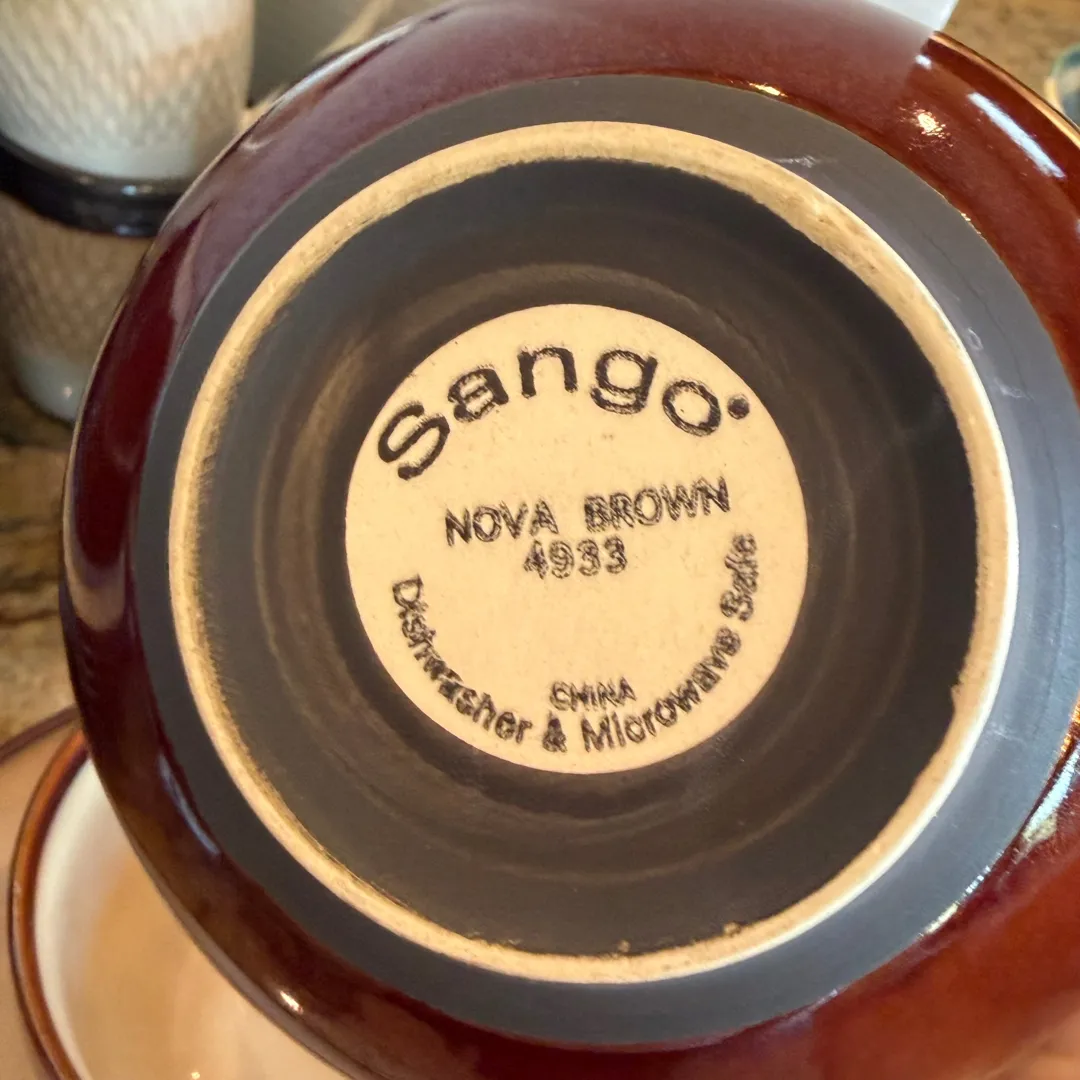 Sango
NOVA BROWN
4933
CHINA
Dishwasher & Microwave Safe